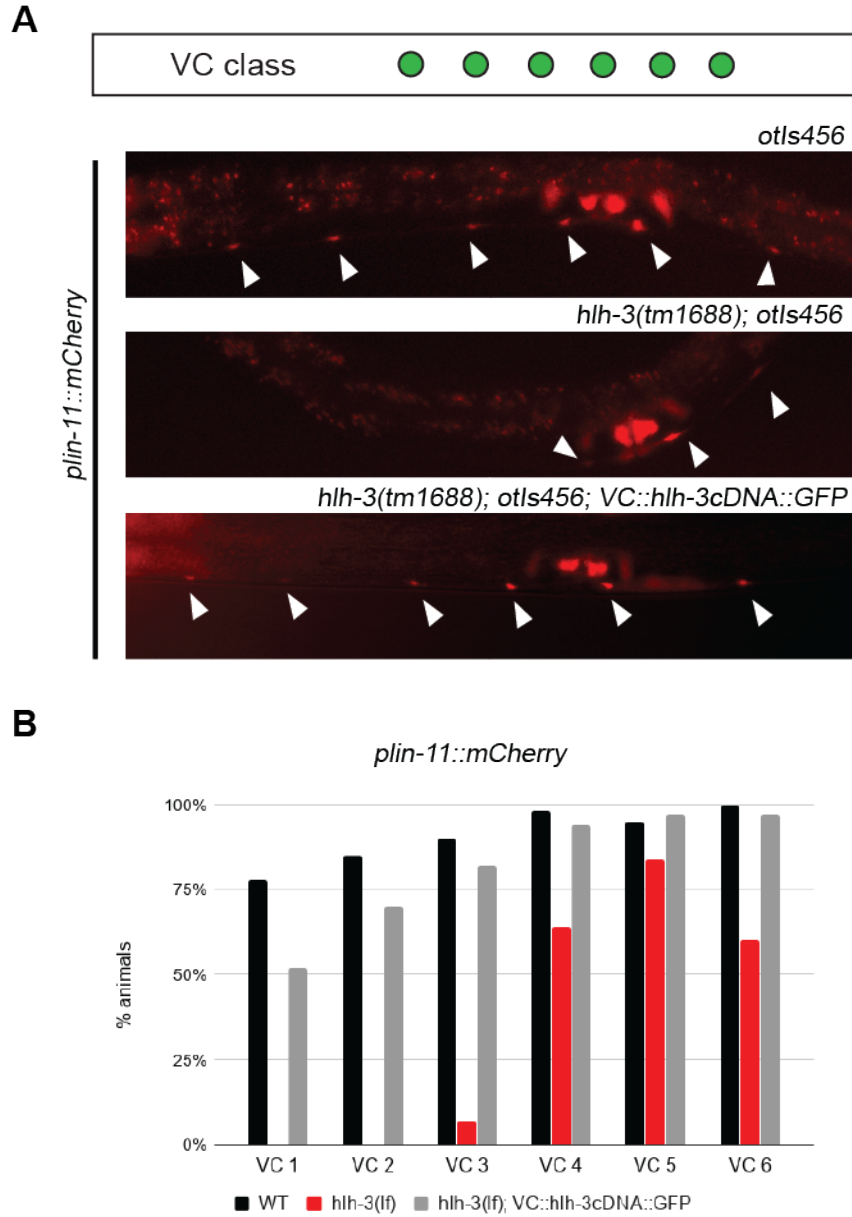 A
VC class
otIs456
plin-11::mCherry
hlh-3(tm1688); otIs456
hlh-3(tm1688); otIs456; VC::hlh-3cDNA::GFP
B
plin-11::mCherry
% animals
100%
75%
50%
25%
0%
VC 1 VC 2 VC 3 VC 4 VC 5 VC 6
WT hlh-3(lf) hlh-3(lf); VC::hlh-3cDNA::GFP